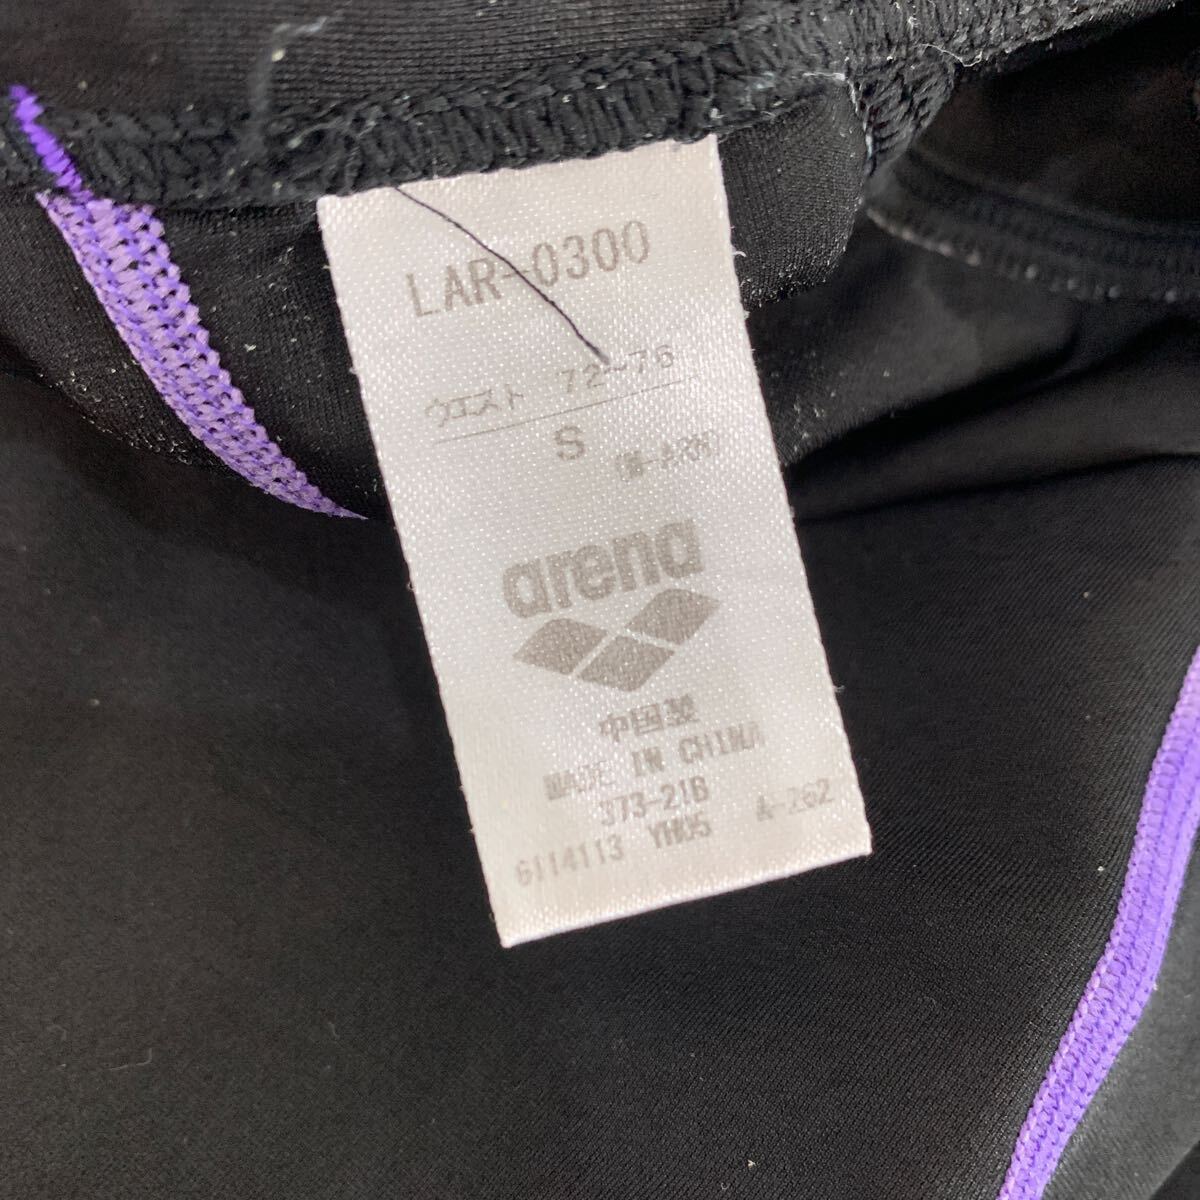 LAR-0300
ウエスト 72~76
S
arena
中国製
MADE IN CHINA
373-216
6114113 YH05 A-262